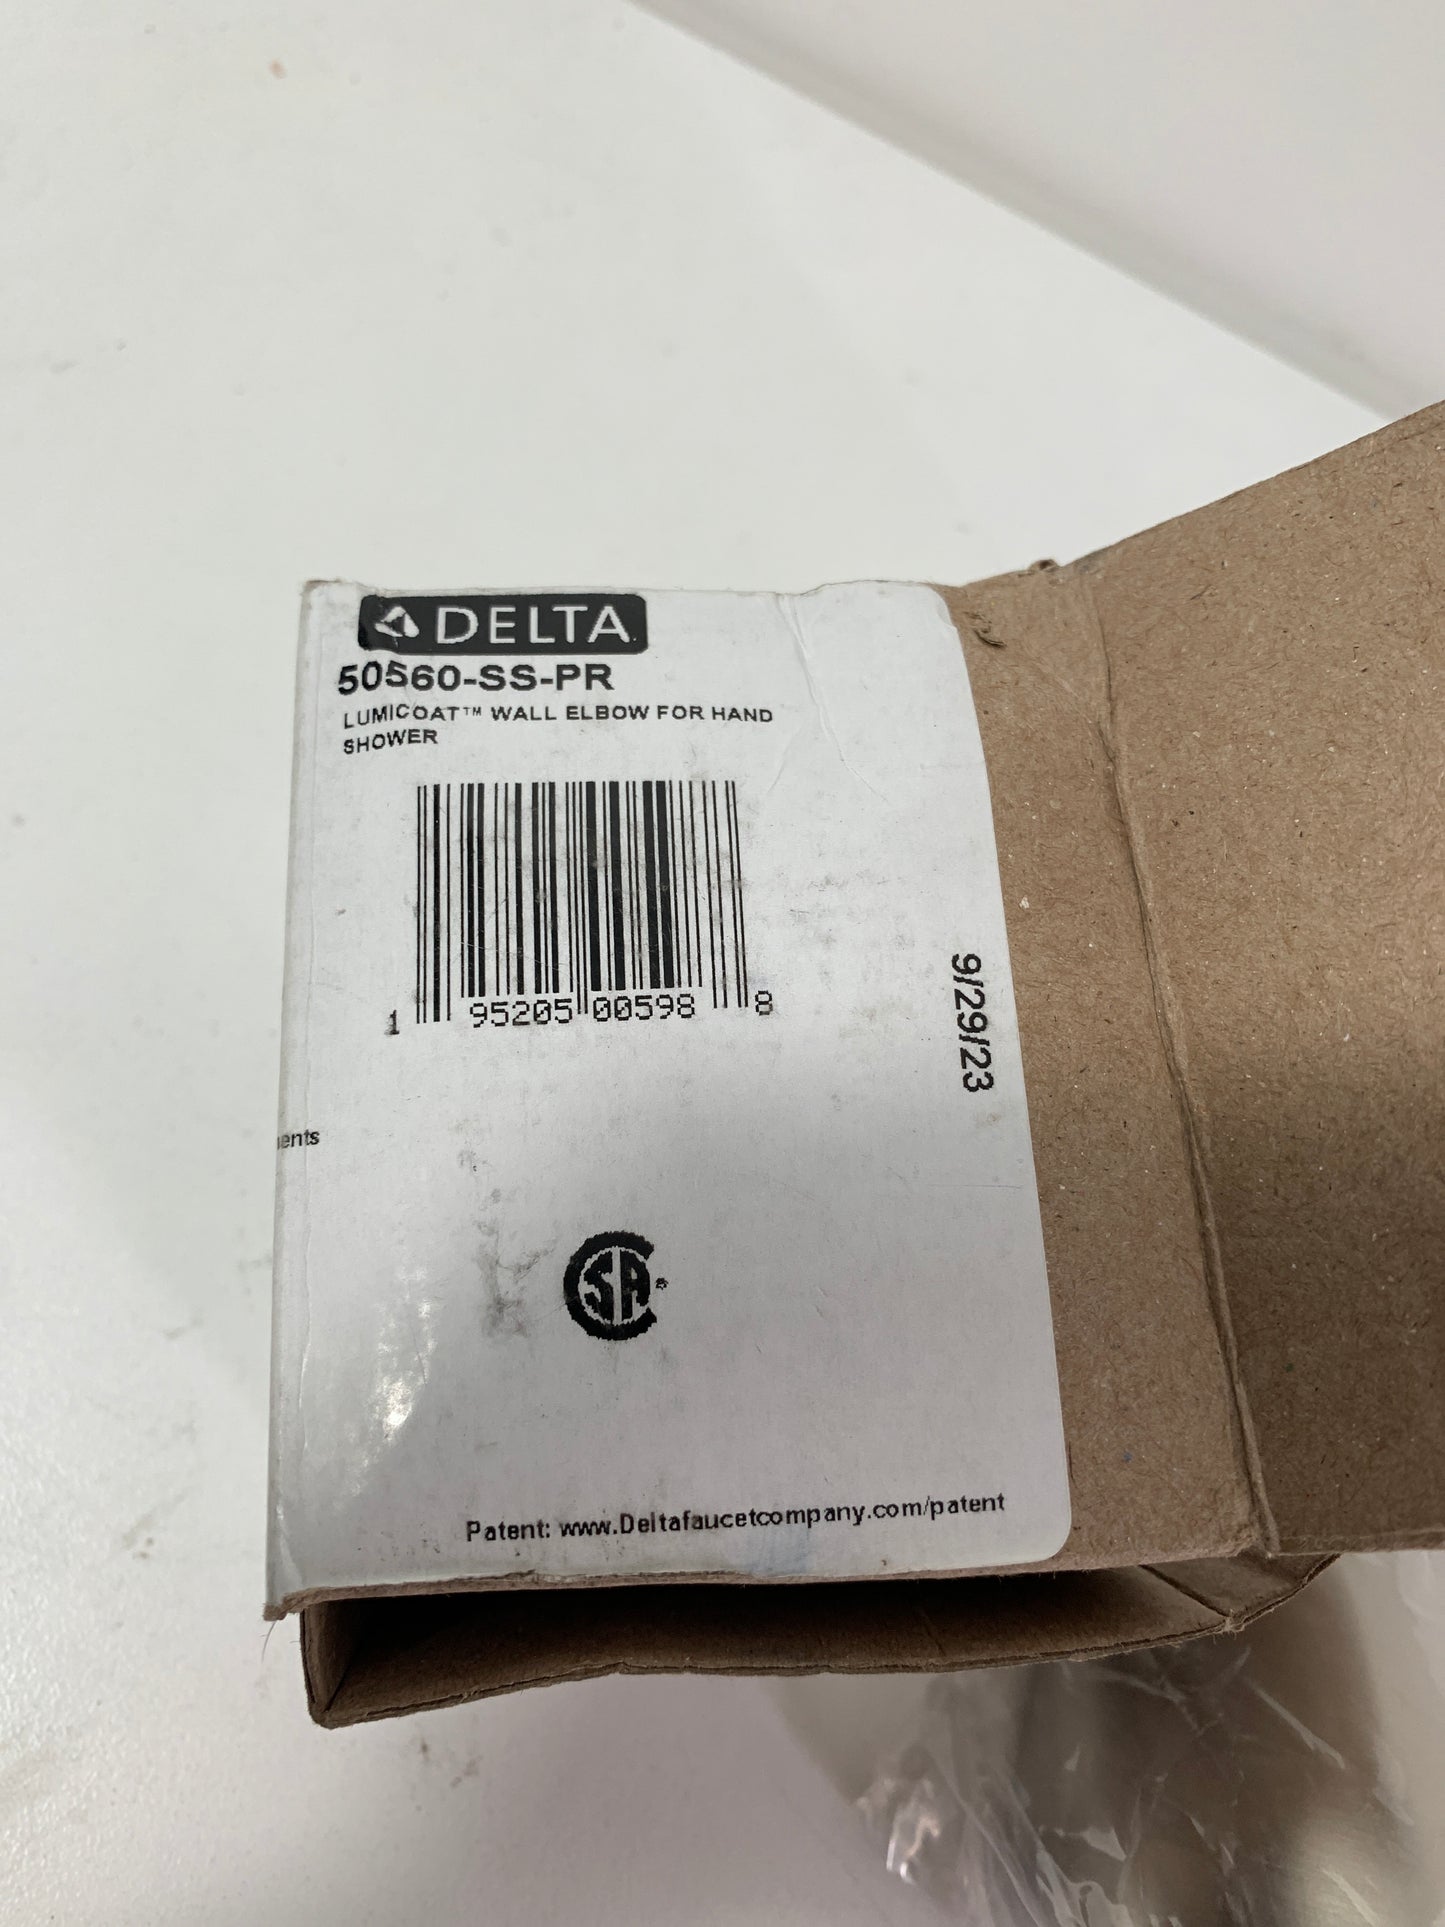 DELTA
50560-SS-PR
LUMICOAT™ WALL ELBOW FOR HAND
SHOWER
1 95205 00598 8
9/29/23
CSA
Patent: www.Deltafaucetcompany.com/patent